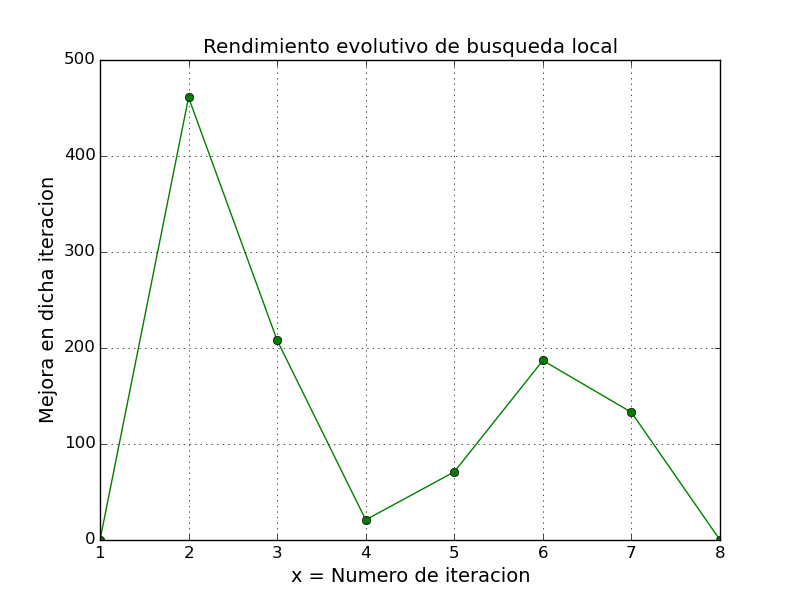 Rendimiento evolutivo de busqueda local
500
400
300
200
100
0
Mejora en dicha iteracion
1 2 3 4 5 6 7 8
x = Numero de iteracion